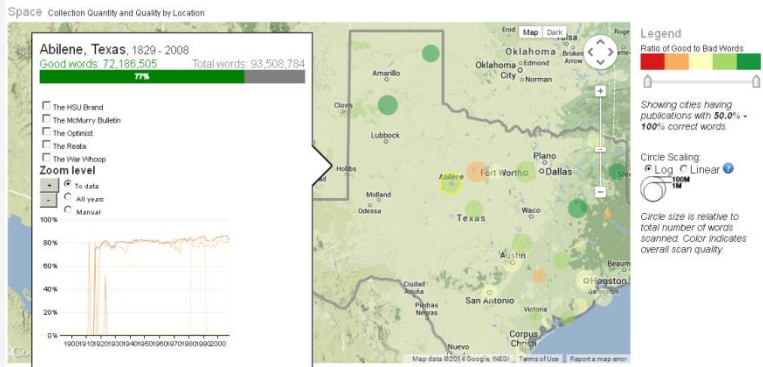 Space Collection Quantity and Quality by Location
Abilene, Texas, 1829 - 2008
Good words: 72,186,505 Total words: 93,508,784
77%
The HSU Brand
The McMurry Bulletin
The Optimist
The Reata
The War Whoop
Zoom level
+
-
To data
All years
Manual
100%
80%
60%
40%
20%
0%
1900 1910 1920 1930 1940 1950 1960 1970 1980 1990 2000
Enid
Map Dark
Oklahoma
Edmond
Broken Arrow
Oklahoma City
Norman
Amarillo
Clovis
Lubbock
Hobbs
Plano
Abilene
Fort Worth
Dallas
Midland
Odessa
Waco
Texas
Austin
Houston
Ciudad Acuña
San Antonio
Piedras Negras
Victoria
Corpus Christi
Nuevo
Map data ©2014 Google, INEGI
Terms of Use
Report a map error
Legend
Ratio of Good to Bad Words
Showing cities having
publications with 50.0% -
100% correct words.
Circle Scaling:
Log Linear ?
100M
1M
Circle size is relative to
total number of words
scanned. Color indicates
overall scan quality.